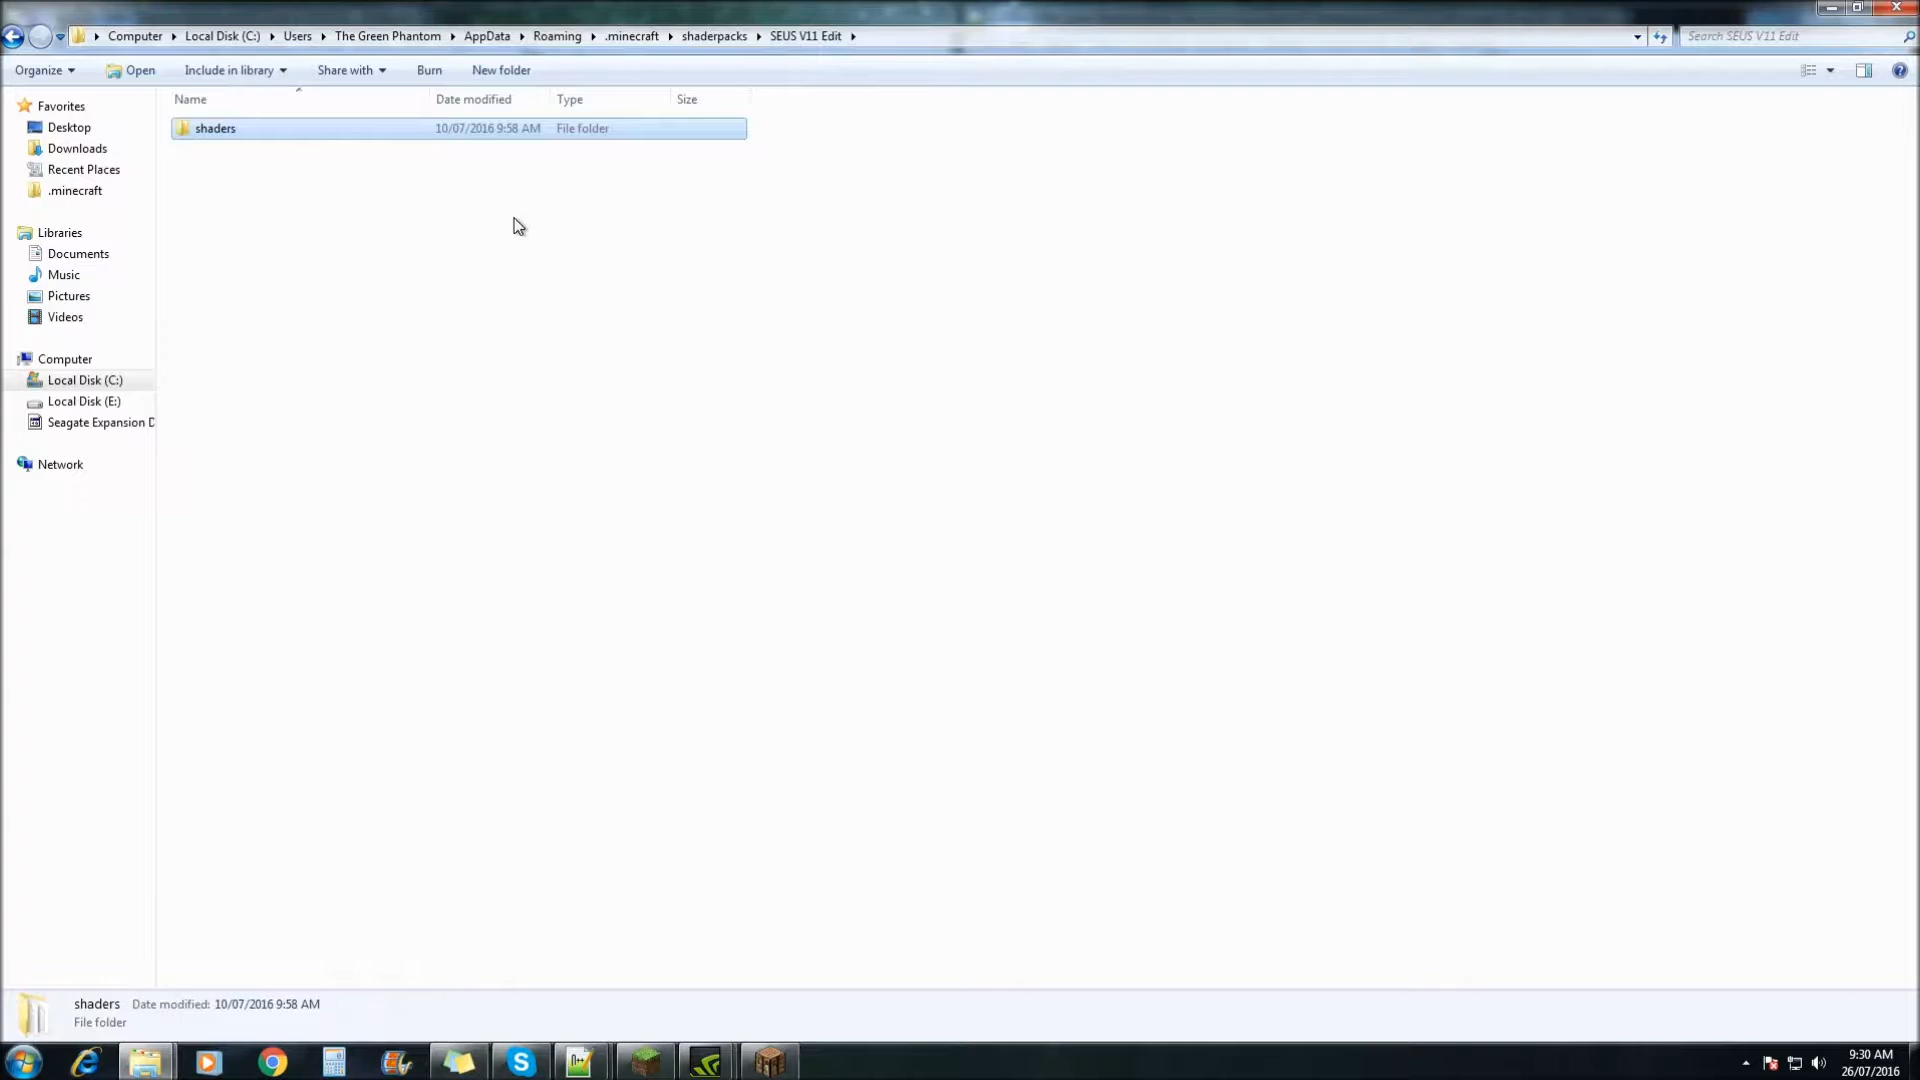 Computer Local Disk (C:) Users The Green Phantom AppData Roaming .minecraft shaderpacks SEUS V11 Edit
Search SEUS V11 Edit
Organize Open Include in library Share with Burn New folder
Name Date modified Type Size
shaders 10/07/2016 9:58 AM File folder
Favorites
Desktop
Downloads
Recent Places
.minecraft
Libraries
Documents
Music
Pictures
Videos
Computer
Local Disk (C:)
Local Disk (E:)
Seagate Expansion D
Network
shaders Date modified: 10/07/2016 9:58 AM
File folder
9:30 AM
26/07/2016